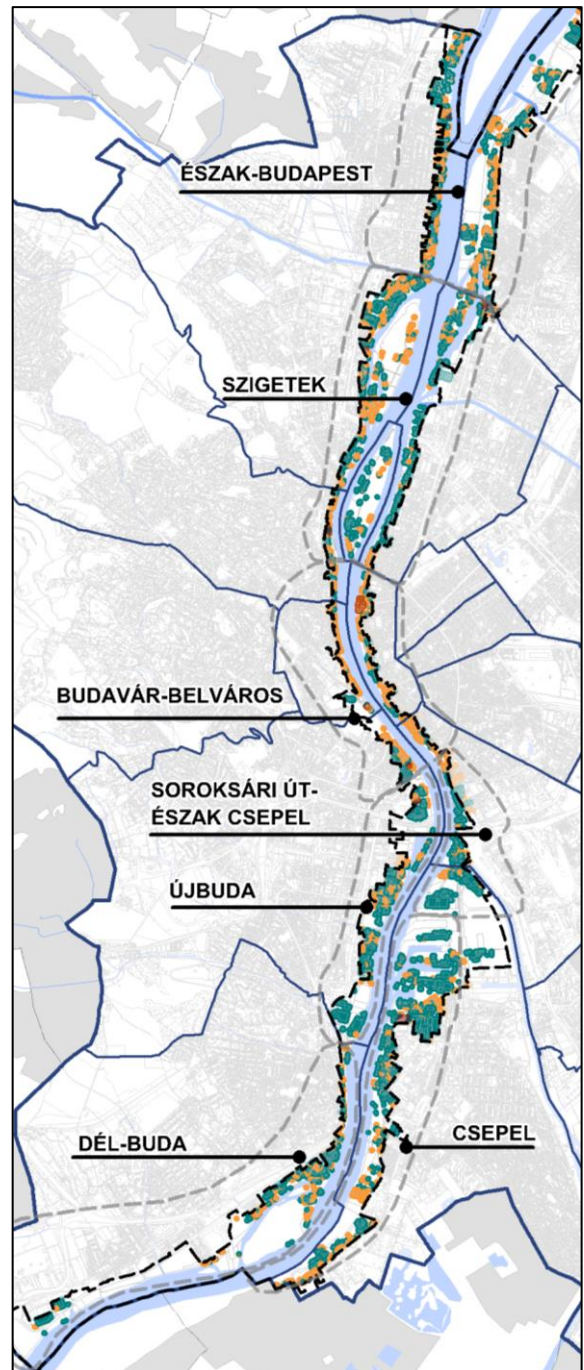 ÉSZAK-BUDAPEST
SZIGETEK
BUDAVÁR-BELVÁROS
SOROKSÁRI ÚT-
ÉSZAK CSEPEL
ÚJBUDA
DÉL-BUDA
CSEPEL